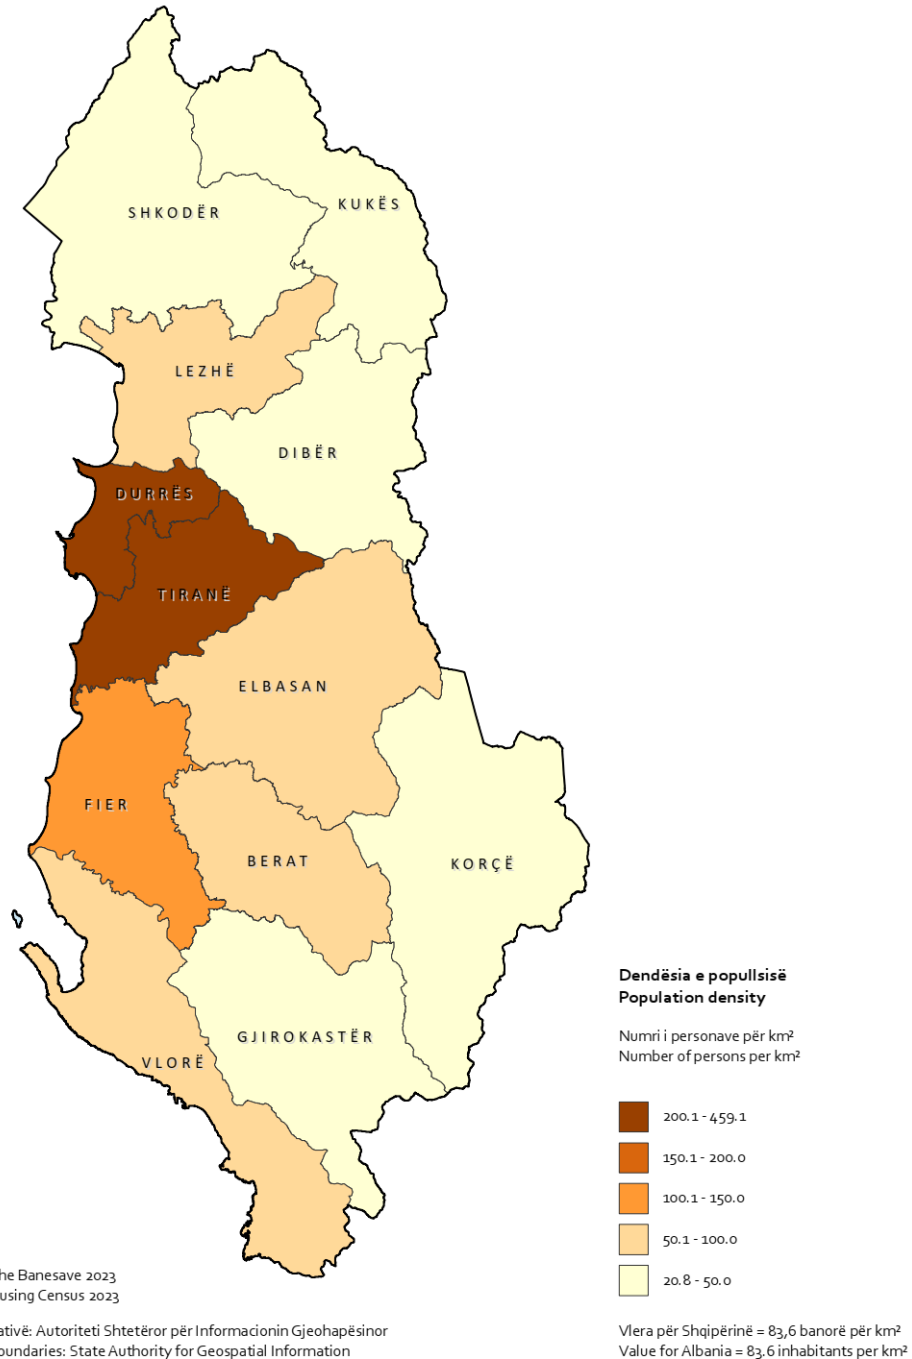 SHKODËR
KUKËS
LEZHË
DIBËR
DURRËS
TIRANË
ELBASAN
FIER
BERAT
KORÇË
GJIROKASTËR
VLORË
Dendësia e popullsisë
Population density
Numri i personave për km²
Number of persons per km²
200.1 - 459.1
150.1 - 200.0
100.1 - 150.0
50.1 - 100.0
20.8 - 50.0
he Banesave 2023
using Census 2023
ativë: Autoriteti Shtetëror për Informacionin Gjeohapësinor
oundaries: State Authority for Geospatial Information
Vlera për Shqipërinë = 83,6 banorë për km²
Value for Albania = 83.6 inhabitants per km²